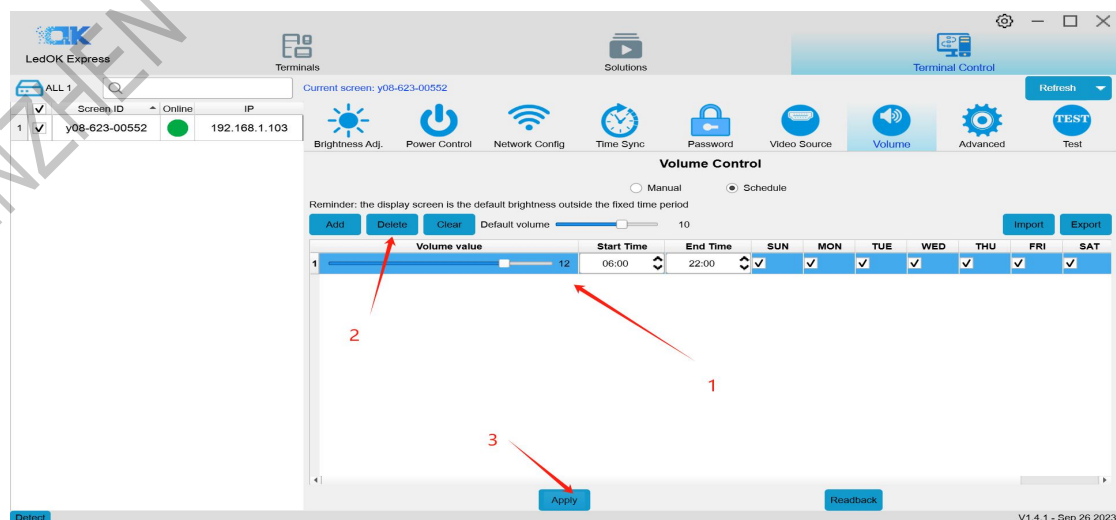 LedOK Express
Terminals
Solutions
Terminal Control
ALL 1
Current screen: y08-623-00552
Refresh
Screen ID Online IP
1 y08-623-00552 192.168.1.103
Brightness Adj. Power Control Network Config Time Sync Password Video Source Volume Advanced TEST Test
Volume Control
Manual Schedule
Reminder: the display screen is the default brightness outside the fixed time period
Add Delete Clear Default volume 10 Import Export
Volume value Start Time End Time SUN MON TUE WED THU FRI SAT
1 12 06:00 22:00
2
1
3
Apply Readback
Detect V1.4.1 - Sep 26 2023